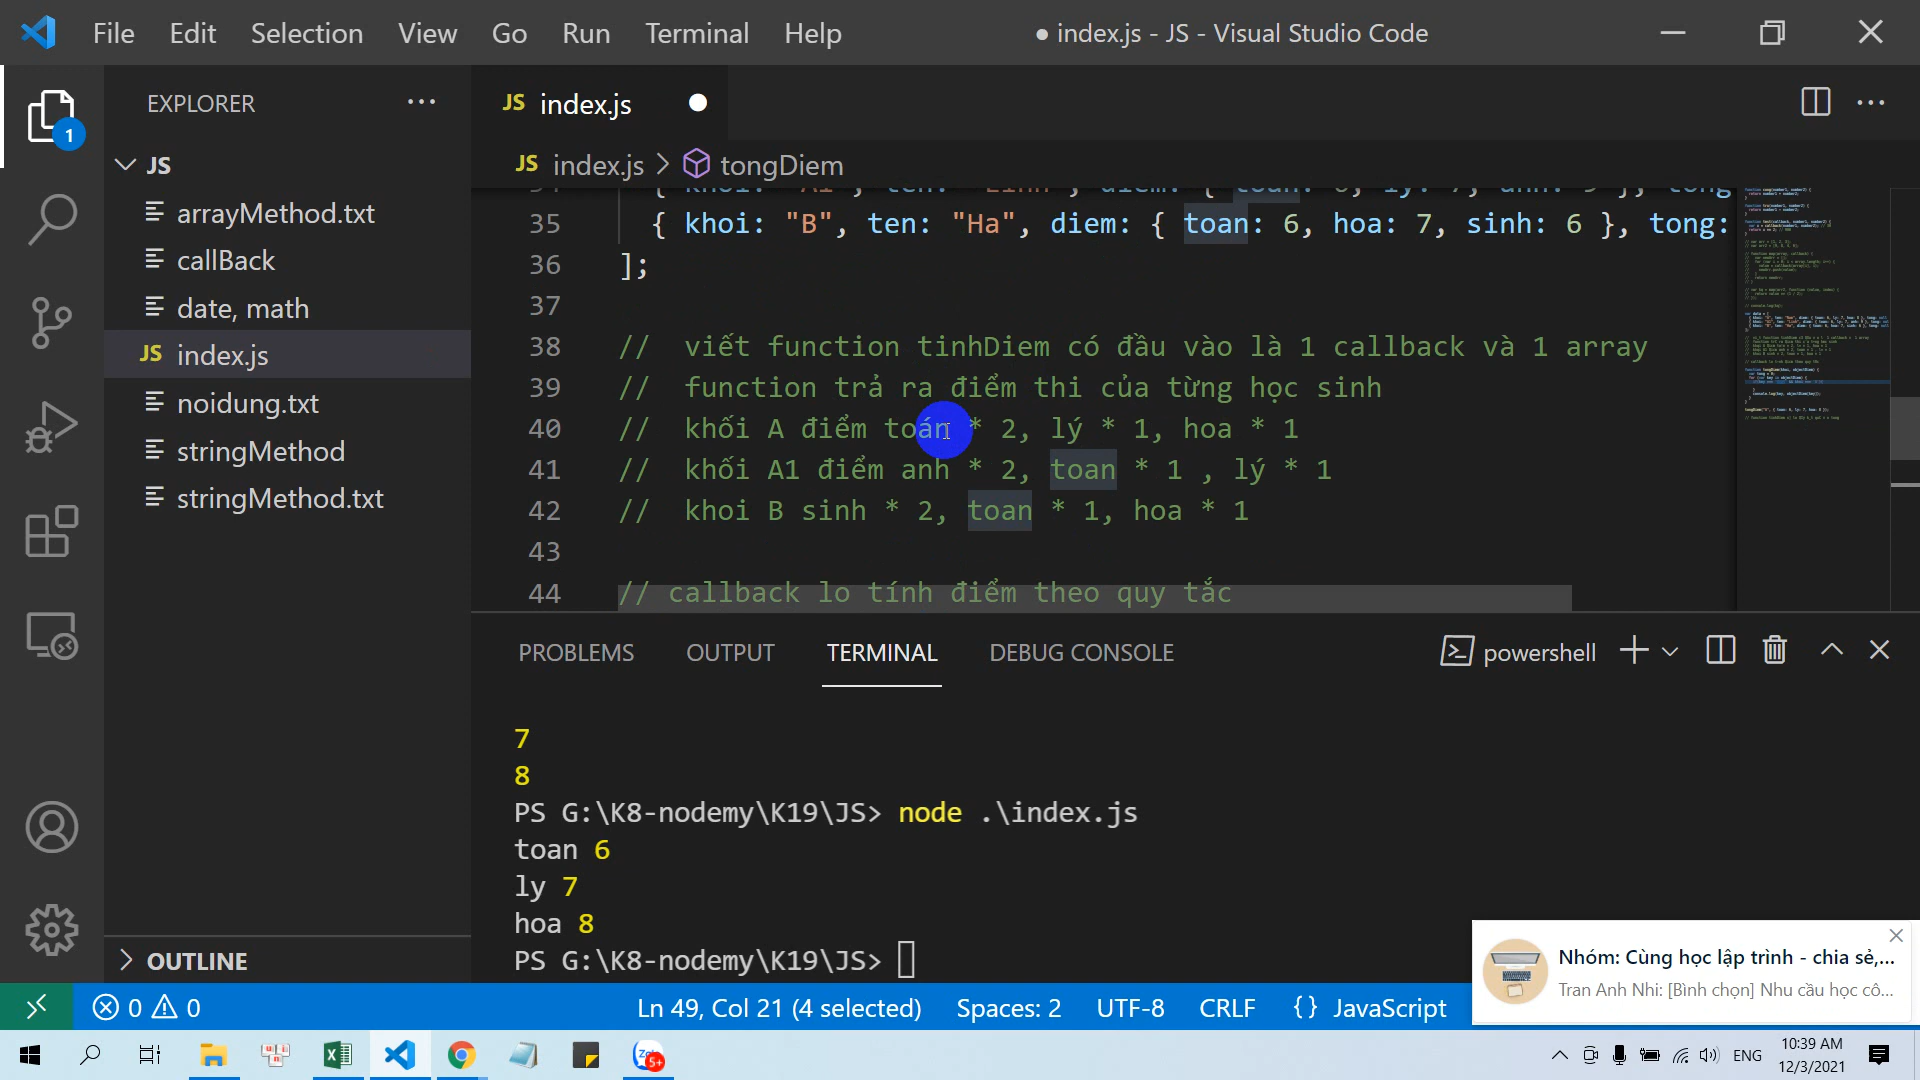 File Edit Selection View Go Run Terminal Help
● index.js - JS - Visual Studio Code
EXPLORER
JS index.js
JS
JS index.js > tongDiem
arrayMethod.txt
callBack
date, math
JS index.js
noidung.txt
stringMethod
stringMethod.txt
OUTLINE
35 { khoi: "B", ten: "Ha", diem: { toan: 6, hoa: 7, sinh: 6 }, tong:
36 ];
37
38 // viết function tinhDiem có đầu vào là 1 callback và 1 array
39 // function trả ra điểm thi của từng học sinh
40 // khối A điểm toán * 2, lý * 1, hoa * 1
41 // khối A1 điểm anh * 2, toan * 1 , lý * 1
42 // khoi B sinh * 2, toan * 1, hoa * 1
43
44 // callback lo tính điểm theo quy tắc
PROBLEMS OUTPUT TERMINAL DEBUG CONSOLE
powershell
7
8
PS G:\K8-nodemy\K19\JS> node .\index.js
toan 6
ly 7
hoa 8
PS G:\K8-nodemy\K19\JS>
Nhóm: Cùng học lập trình - chia sẻ,...
Tran Anh Nhi: [Bình chọn] Nhu cầu học cô...
0 0
Ln 49, Col 21 (4 selected) Spaces: 2 UTF-8 CRLF {} JavaScript
1
5+
ENG
10:39 AM
12/3/2021